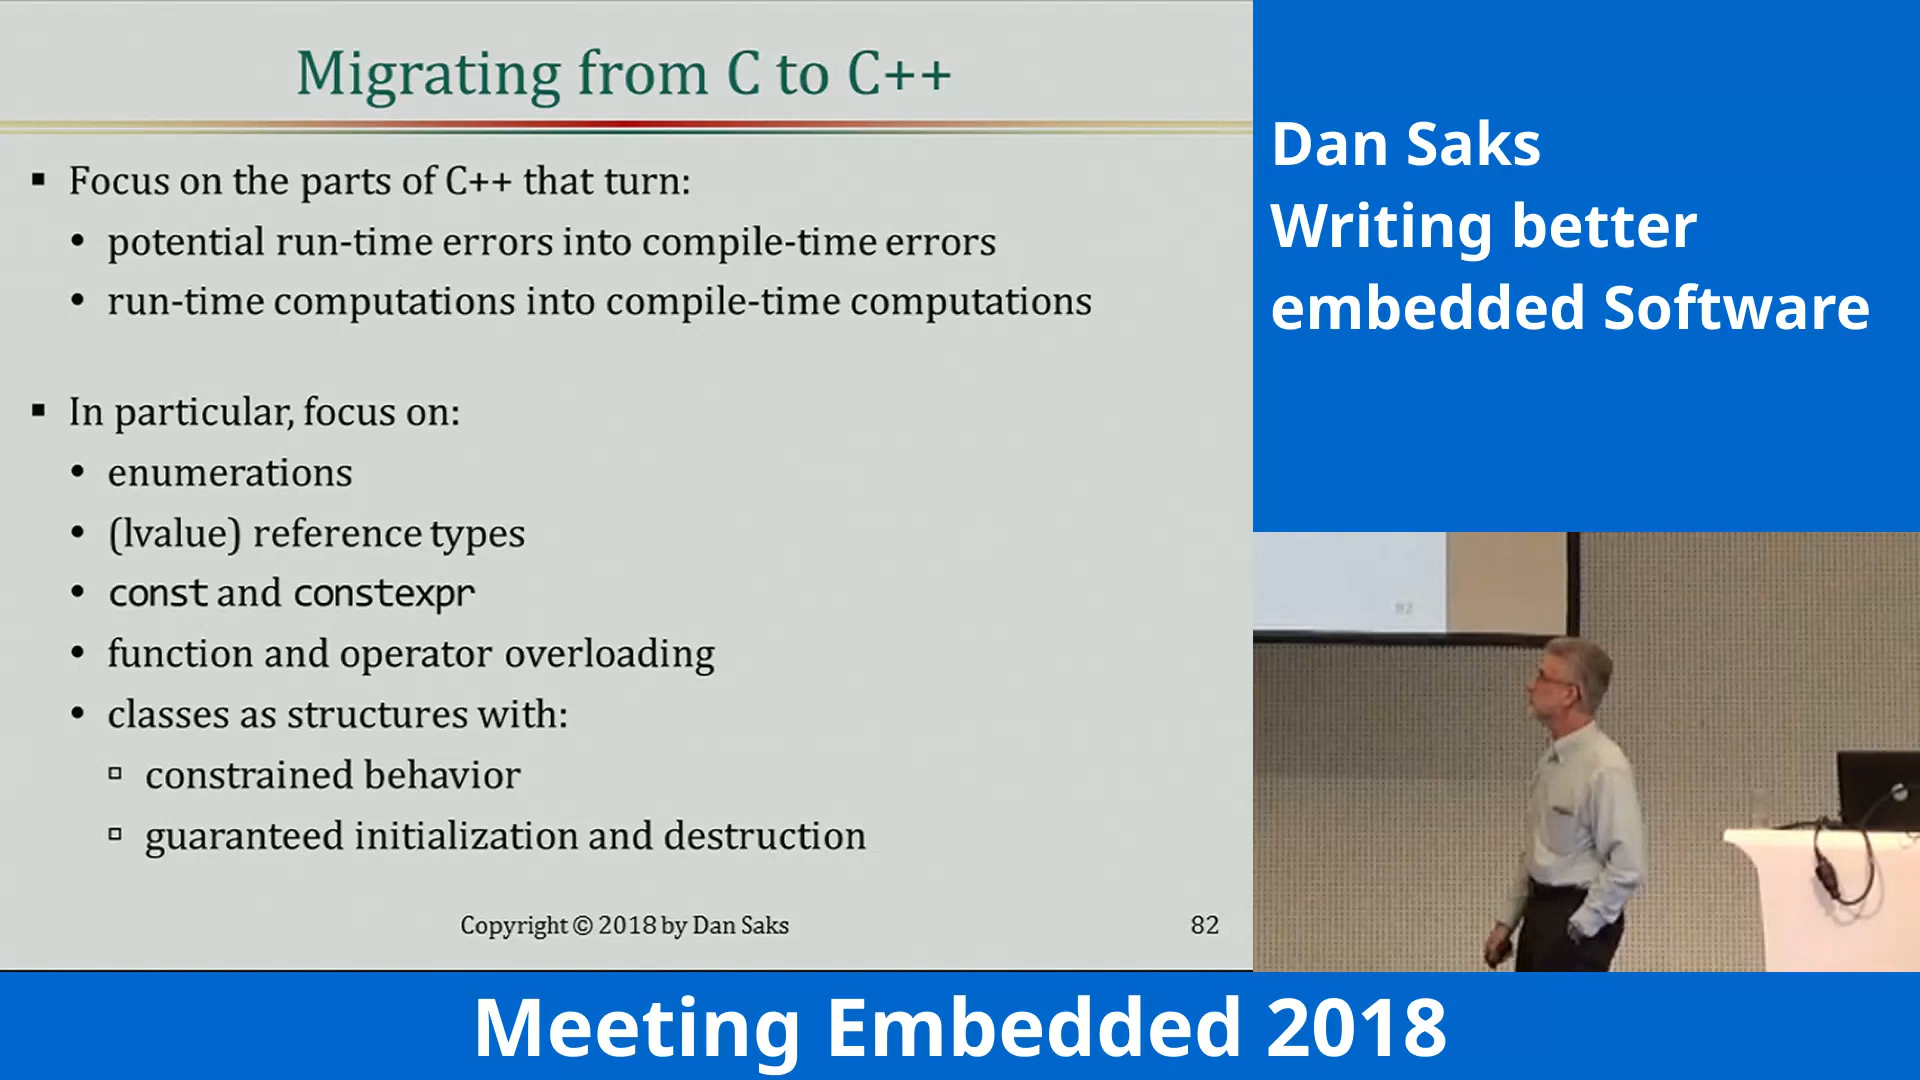 Migrating from C to C++
▪ Focus on the parts of C++ that turn:
• potential run-time errors into compile-time errors
• run-time computations into compile-time computations
▪ In particular, focus on:
• enumerations
• (lvalue) reference types
• const and constexpr
• function and operator overloading
• classes as structures with:
▫ constrained behavior
▫ guaranteed initialization and destruction
Copyright © 2018 by Dan Saks
82
Dan Saks
Writing better
embedded Software
82
Meeting Embedded 2018